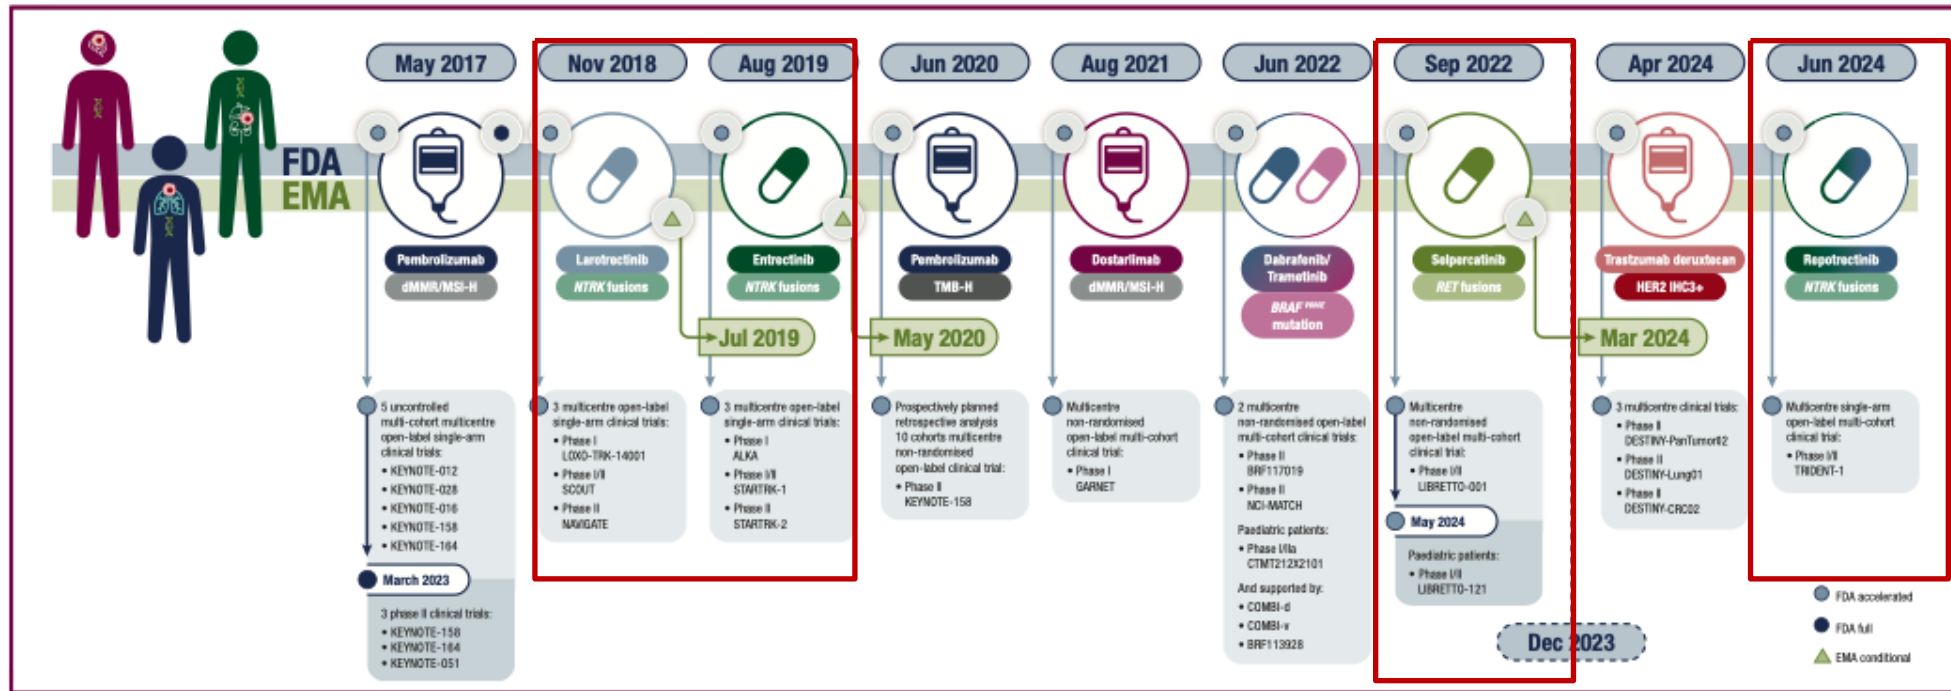 May 2017
Nov 2018
Aug 2019
Jun 2020
Aug 2021
Jun 2022
Sep 2022
Apr 2024
Jun 2024
FDA
EMA
Pembrolizumab
dMMR/MSI-H
Larotrectinib
NTRK fusions
Entrectinib
NTRK fusions
Pembrolizumab
TMB-H
Dostarlimab
dMMR/MSI-H
Dabrafenib/
Trametinib
BRAF
mutation
Selpercatinib
RET fusions
Trastzumab deruxtecan
HER2 IHC3+
Repotrectinib
NTRK fusions
Jul 2019
May 2020
Mar 2024
5 uncontrolled
multi-cohort multicentre
open-label single-arm
clinical trials:
• KEYNOTE-012
• KEYNOTE-028
• KEYNOTE-016
• KEYNOTE-158
• KEYNOTE-164
March 2023
3 phase II clinical trials:
• KEYNOTE-158
• KEYNOTE-164
• KEYNOTE-051
3 multicentre open-label
single-arm clinical trials:
• Phase I
LOXO-TRK-14001
• Phase I/II
SCOUT
• Phase II
NAVIGATE
3 multicentre open-label
single-arm clinical trials:
• Phase I
ALKA
• Phase I/II
STARTRK-1
• Phase II
STARTRK-2
Prospectively planned
retrospective analysis
10 cohorts multicentre
non-randomised
open-label clinical trial:
• Phase II
KEYNOTE-158
Multicentre
non-randomised
open-label multi-cohort
clinical trial:
• Phase I
GARNET
2 multicentre
non-randomised open-label
multi-cohort clinical trials:
• Phase II
BRF117019
• Phase II
NCI-MATCH
Paediatric patients:
• Phase I/IIa
CTMT212X2101
And supported by:
• COMBI-d
• COMBI-v
• BRF113928
Multicentre
non-randomised
open-label multi-cohort
clinical trial:
• Phase I/II
LIBRETTO-001
May 2024
Paediatric patients:
• Phase I/II
LIBRETTO-121
Dec 2023
3 multicentre clinical trials:
• Phase II
DESTINY-PanTumor02
• Phase II
DESTINY-Lung01
• Phase II
DESTINY-CRC02
Multicentre single-arm
open-label multi-cohort
clinical trial:
• Phase I/II
TRIDENT-1
FDA accelerated
FDA full
EMA conditional